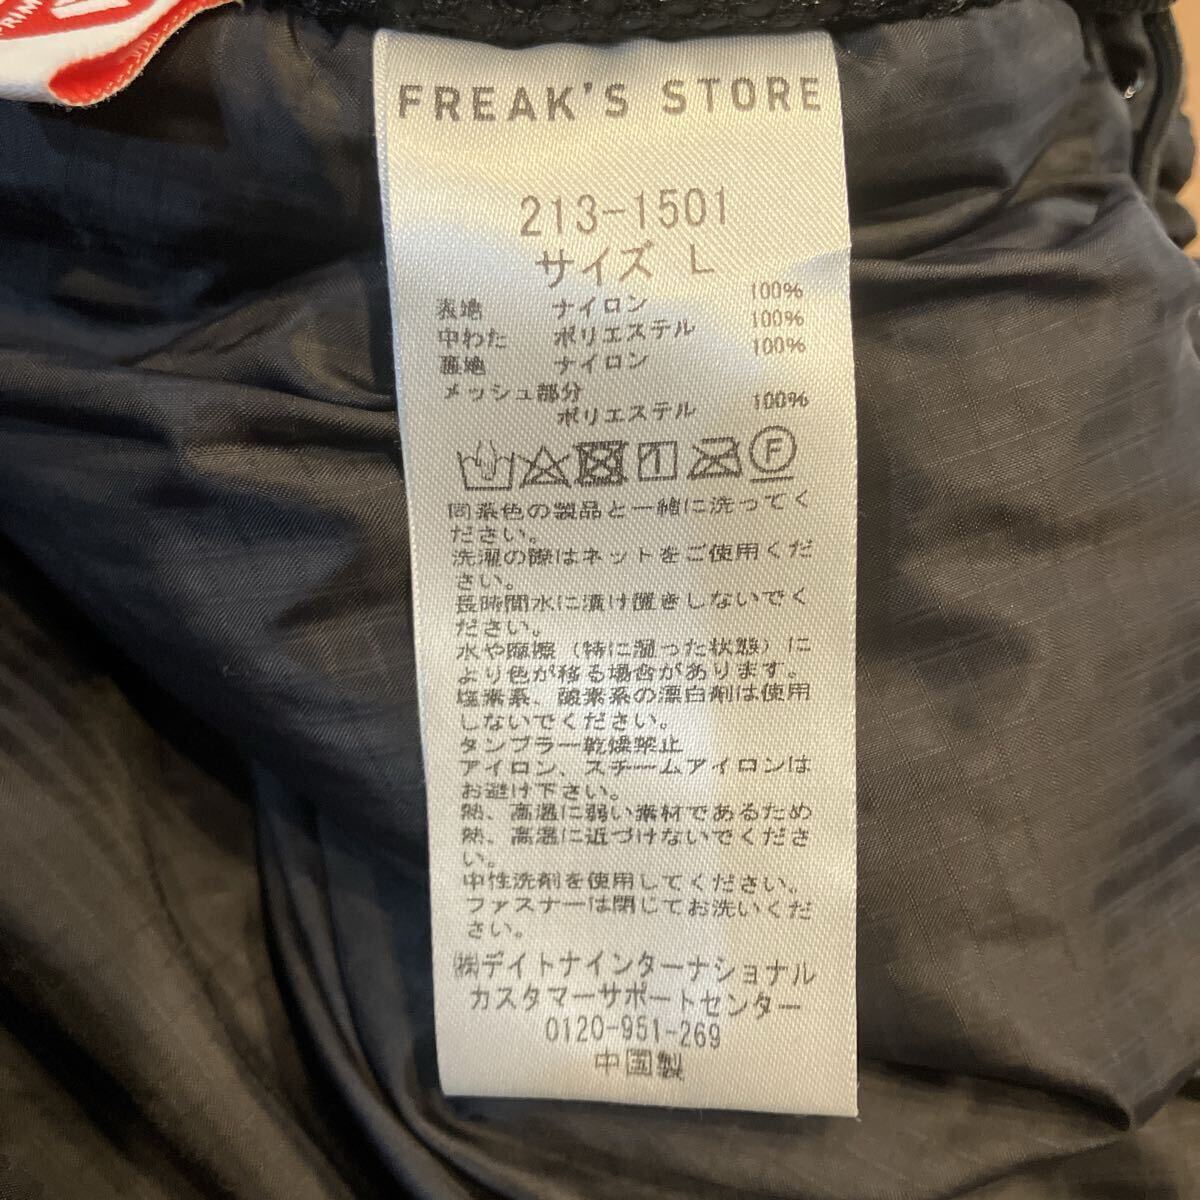 PRIM
FREAK'S STORE
213-1501
サイズ L
表地 ナイロン 100%
中わた ポリエステル 100%
裏地 ナイロン 100%
メッシュ部分
ポリエステル 100%
F
同系色の製品と一緒に洗ってく
ださい。
洗濯の際はネットをご使用くだ
さい。
長時間水に漬け置きしないでく
ださい。
水や摩擦（特に湿った状態）に
より色が移る場合があります。
塩素系、酸素系の漂白剤は使用
しないでください。
タンブラー乾燥禁止
アイロン、スチームアイロンは
お避け下さい。
熱、高温に弱い素材であるため
熱、高温に近づけないでくださ
い。
中性洗剤を使用してください。
ファスナーは閉じてお洗いくだ
さい。
㈱デイトナインターナショナル
カスタマーサポートセンター
0120-951-269
中国製